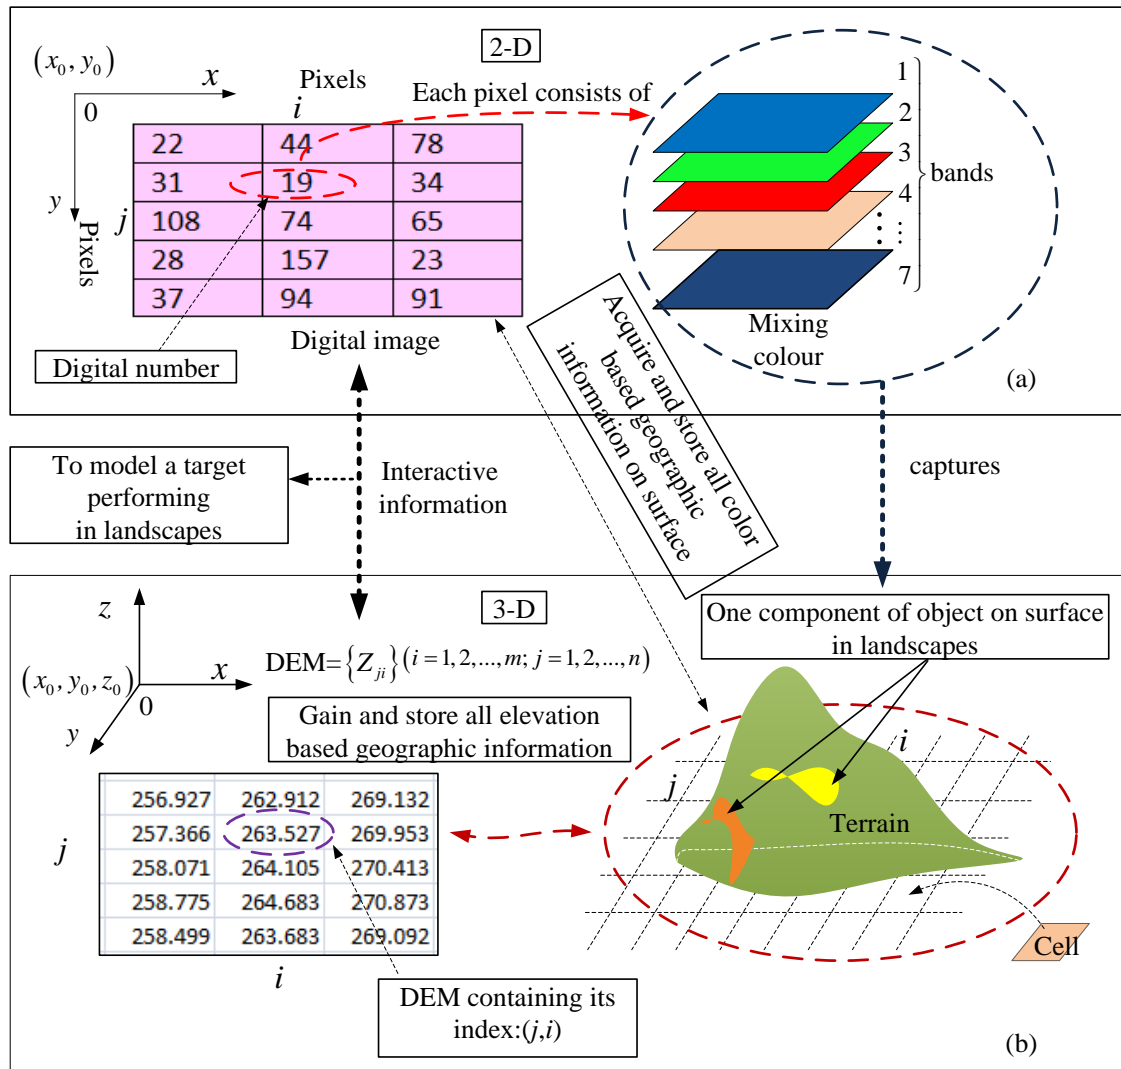 2-D
(x₀, y₀)
x
Pixels
0
i
Each pixel consists of
22 44 78
31 19 34
108 74 65
28 157 23
37 94 91
y
j
Pixels
Digital number
Digital image
1
2
3
4
⋮ ...
7
bands
Mixing
colour
(a)
Acquire and store all color
based geographic
information on surface
To model a target
performing
in landscapes
Interactive
information
captures
3-D
z
(x₀, y₀, z₀)
x
0
y
DEM={Z_ji}(i = 1, 2, ..., m; j = 1, 2, ..., n)
Gain and store all elevation
based geographic information
One component of object on surface
in landscapes
256.927 262.912 269.132
257.366 263.527 269.953
258.071 264.105 270.413
258.775 264.683 270.873
258.499 263.683 269.092
j
i
DEM containing its
index:(j,i)
i
j
Terrain
Cell
(b)